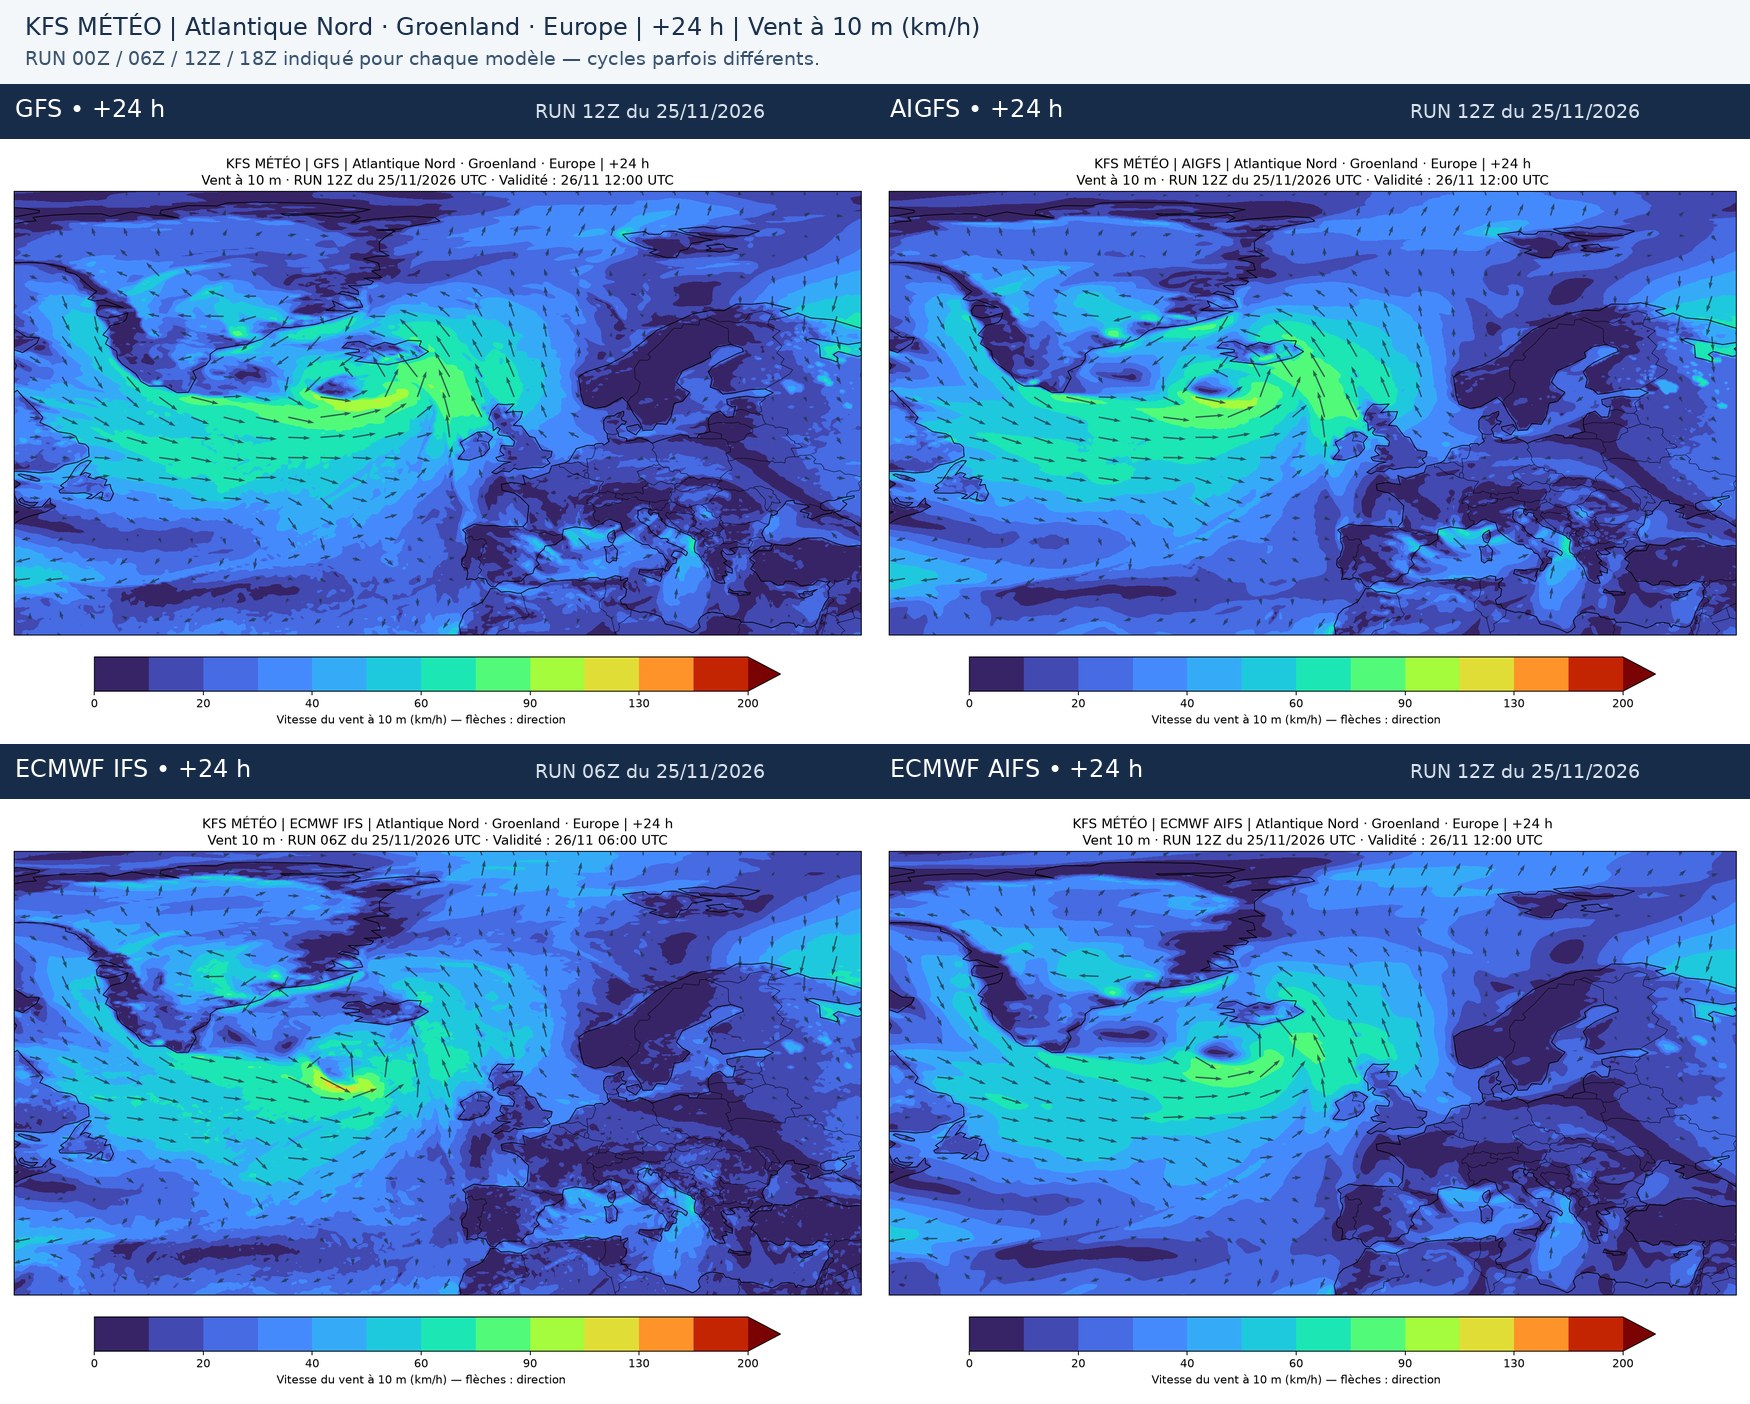 KFS MÉTÉO | Atlantique Nord · Groenland · Europe | +24 h | Vent à 10 m (km/h)
RUN 00Z / 06Z / 12Z / 18Z indiqué pour chaque modèle — cycles parfois différents.
GFS • +24 h
RUN 12Z du 25/11/2026
KFS MÉTÉO | GFS | Atlantique Nord · Groenland · Europe | +24 h
Vent à 10 m · RUN 12Z du 25/11/2026 UTC · Validité : 26/11 12:00 UTC
0 20 40 60 90 130 200
Vitesse du vent à 10 m (km/h) — flèches : direction
AIGFS • +24 h
RUN 12Z du 25/11/2026
KFS MÉTÉO | AIGFS | Atlantique Nord · Groenland · Europe | +24 h
Vent à 10 m · RUN 12Z du 25/11/2026 UTC · Validité : 26/11 12:00 UTC
0 20 40 60 90 130 200
Vitesse du vent à 10 m (km/h) — flèches : direction
ECMWF IFS • +24 h
RUN 06Z du 25/11/2026
KFS MÉTÉO | ECMWF IFS | Atlantique Nord · Groenland · Europe | +24 h
Vent 10 m · RUN 06Z du 25/11/2026 UTC · Validité : 26/11 06:00 UTC
0 20 40 60 90 130 200
Vitesse du vent à 10 m (km/h) — flèches : direction
ECMWF AIFS • +24 h
RUN 12Z du 25/11/2026
KFS MÉTÉO | ECMWF AIFS | Atlantique Nord · Groenland · Europe | +24 h
Vent 10 m · RUN 12Z du 25/11/2026 UTC · Validité : 26/11 12:00 UTC
0 20 40 60 90 130 200
Vitesse du vent à 10 m (km/h) — flèches : direction